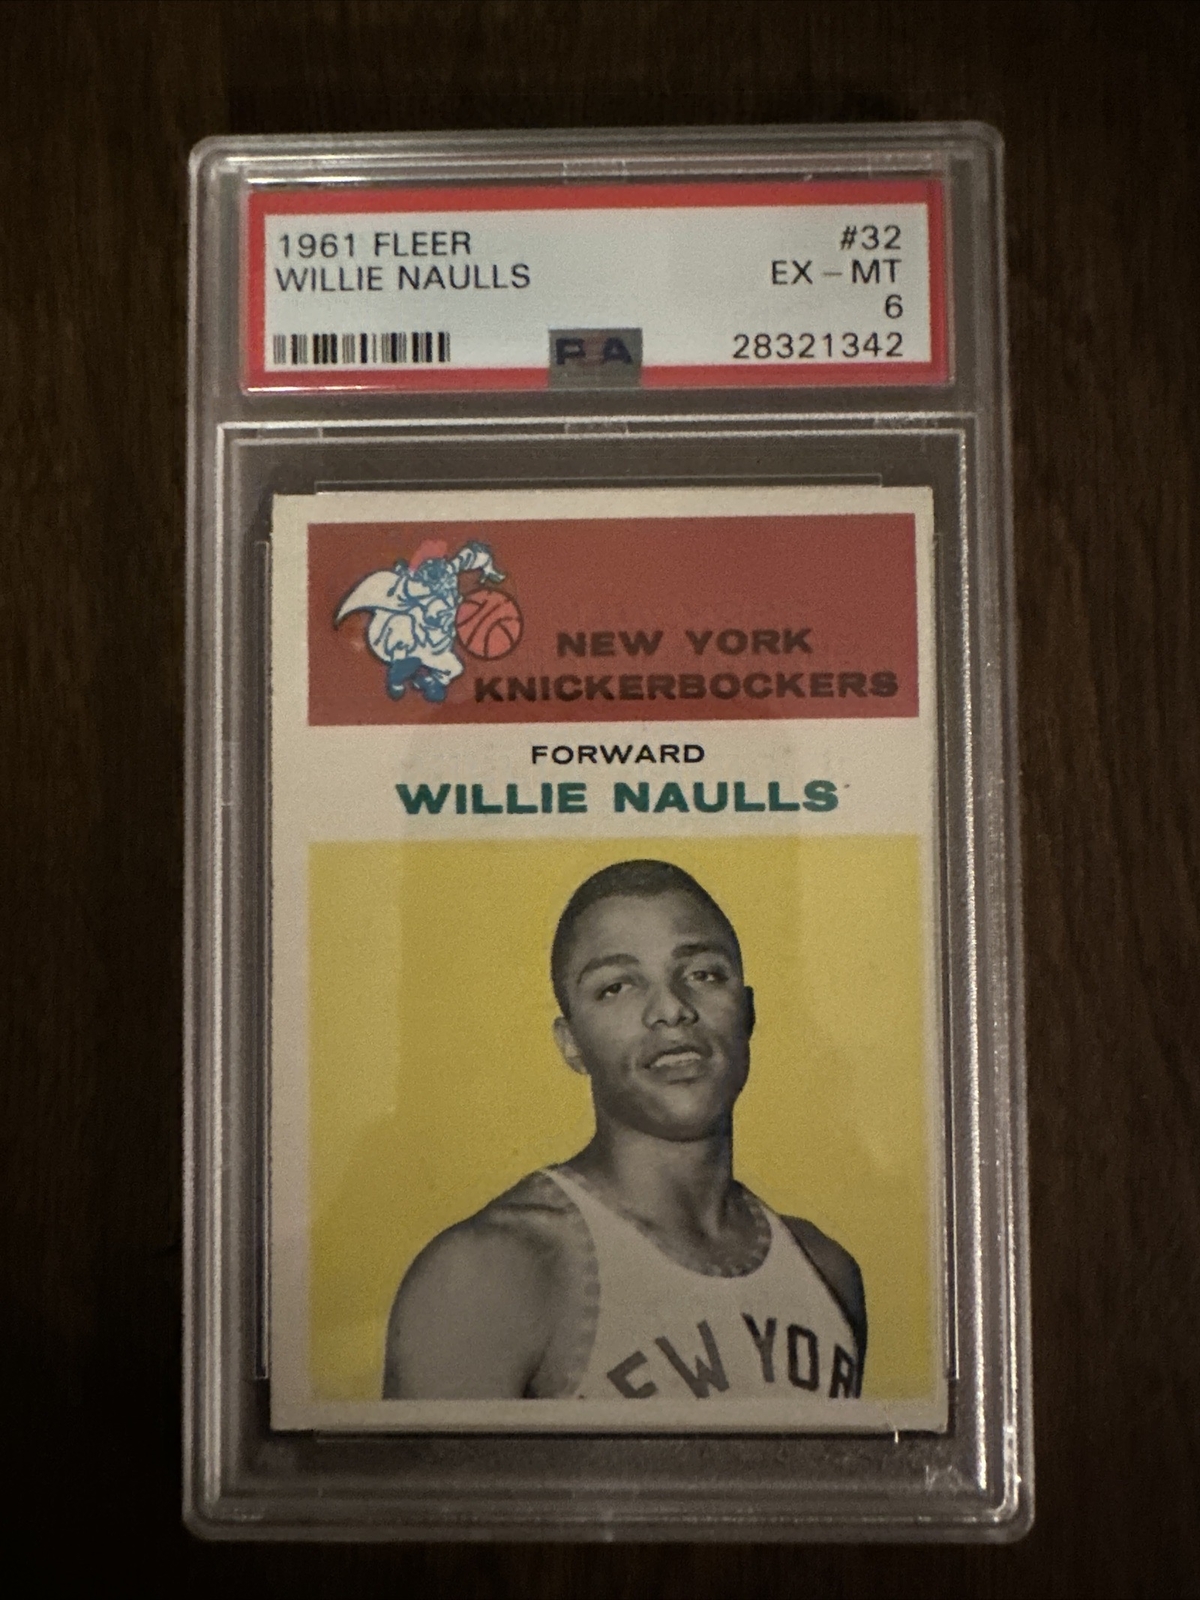 1961 FLEER #32
WILLIE NAULLS EX - MT
6
PSA 28321342
NEW YORK
KNICKERBOCKERS
FORWARD
WILLIE NAULLS
EW YOR